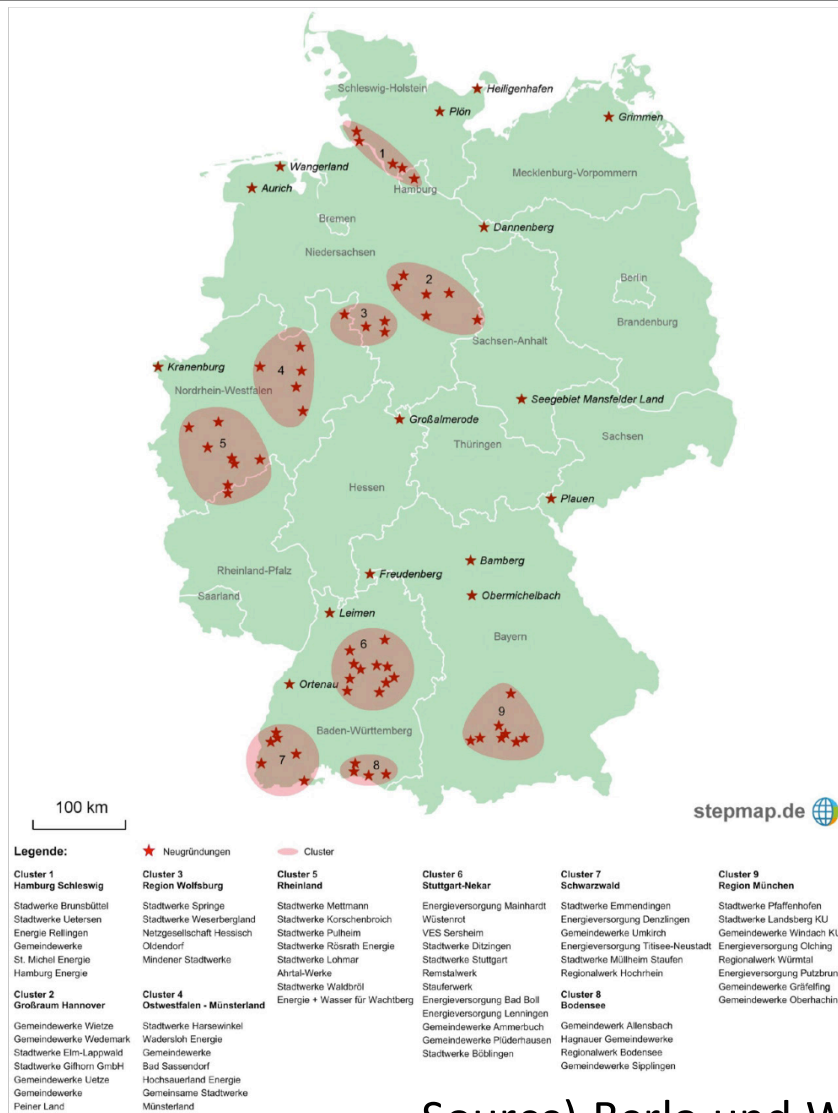 Schleswig-Holstein
Heiligenhafen
Plön
Grimmen
1
Wangerland
Mecklenburg-Vorpommern
Aurich
Hamburg
Bremen
Dannenberg
Niedersachsen
2
Berlin
3
Brandenburg
Sachsen-Anhalt
Kranenburg
4
Nordrhein-Westfalen
Seegebiet Mansfelder Land
Großalmerode
5
Thüringen
Sachsen
Hessen
Plauen
Bamberg
Rheinland-Pfalz
Freudenberg
Saarland
Obermichelbach
Leimen
Bayern
6
Ortenau
9
Baden-Württemberg
7
8
100 km
stepmap.de
Legende:
Neugründungen
Cluster
Cluster 1
Hamburg Schleswig
Stadwerke Brunsbüttel
Stadtwerke Uetersen
Energie Rellingen
Gemeindewerke
St. Michel Energie
Hamburg Energie
Cluster 2
Großraum Hannover
Gemeindewerke Wietze
Gemeindewerke Wedemark
Stadtwerke Elm-Lappwald
Stadtwerke Gifhorn GmbH
Gemeindewerke Uetze
Gemeindewerke
Peiner Land
Cluster 3
Region Wolfsburg
Stadtwerke Springe
Stadtwerke Weserbergland
Netzgesellschaft Hessisch
Oldendorf
Mindener Stadtwerke
Cluster 4
Ostwestfalen - Münsterland
Stadtwerke Harsewinkel
Wadersloh Energie
Gemeindewerke
Bad Sassendorf
Hochsauerland Energie
Gemeinsame Stadtwerke
Münsterland
Cluster 5
Rheinland
Stadtwerke Mettmann
Stadtwerke Korschenbroich
Stadtwerke Pulheim
Stadtwerke Rösrath Energie
Stadtwerke Lohmar
Ahrtal-Werke
Stadtwerke Waldbröl
Energie + Wasser für Wachtberg
Cluster 6
Stuttgart-Nekar
Energieversorgung Mainhardt
Wüstenrot
VES Sersheim
Stadtwerke Ditzingen
Stadtwerke Stuttgart
Remstalwerk
Stauferwerk
Energieversorgung Bad Boll
Energieversorgung Lenningen
Gemeindewerke Ammerbuch
Gemeindewerke Plüderhausen
Stadtwerke Böblingen
Cluster 7
Schwarzwald
Stadtwerke Emmendingen
Energieversorgung Denzlingen
Gemeindewerke Umkirch
Energieversorgung Titisee-Neustadt
Stadtwerke Müllheim Staufen
Regionalwerk Hochrhein
Cluster 8
Bodensee
Gemeindewerk Allensbach
Hagnauer Gemeindewerke
Regionalwerk Bodensee
Gemeindewerke Sipplingen
Cluster 9
Region München
Stadtwerke Pfaffenhofen
Stadtwerke Landsberg KU
Gemeindewerke Windach KU
Energieversorgung Olching
Regionalwerk Würmtal
Energieversorgung Putzbrun
Gemeindewerke Gräfelfing
Gemeindewerke Oberhachin